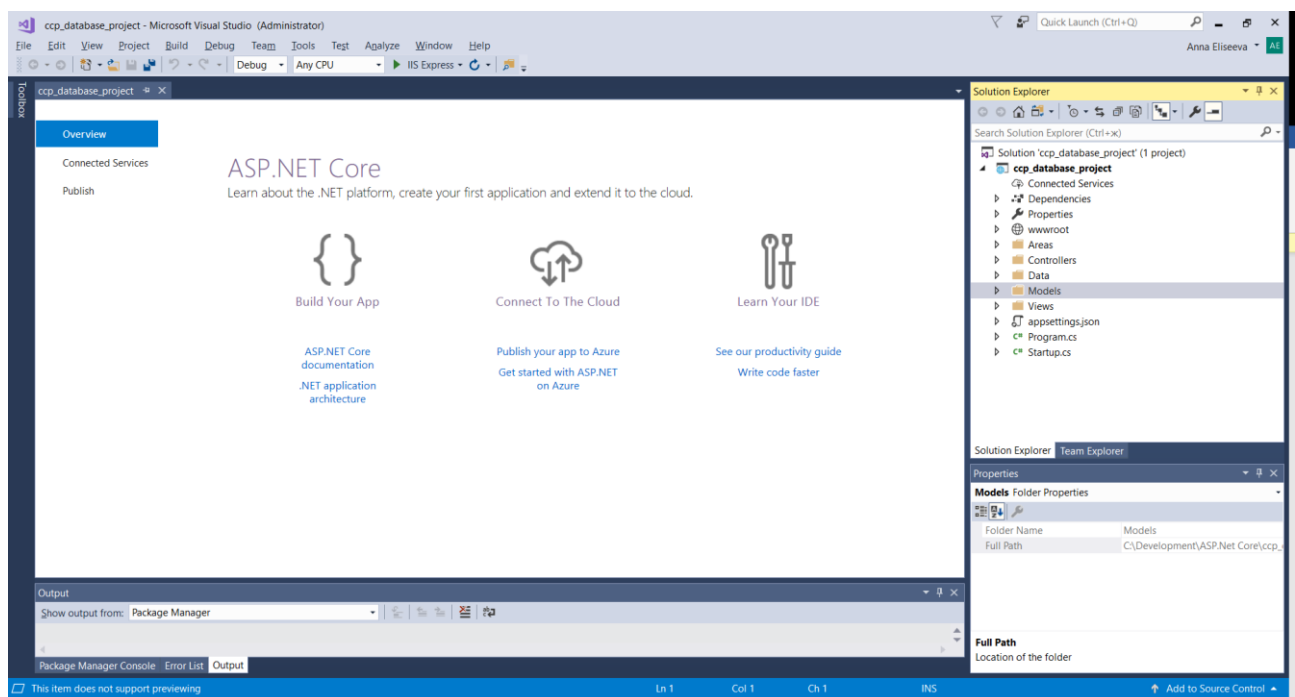 ccp_database_project - Microsoft Visual Studio (Administrator)
Quick Launch (Ctrl+Q)
File Edit View Project Build Debug Team Tools Test Analyze Window Help
Anna Eliseeva AE
Debug Any CPU IIS Express
Toolbox
ccp_database_project
Overview
Connected Services
Publish
ASP.NET Core
Learn about the .NET platform, create your first application and extend it to the cloud.
Build Your App
Connect To The Cloud
Learn Your IDE
ASP.NET Core
documentation
.NET application
architecture
Publish your app to Azure
Get started with ASP.NET
on Azure
See our productivity guide
Write code faster
Solution Explorer
Search Solution Explorer (Ctrl+ж)
Solution 'ccp_database_project' (1 project)
ccp_database_project
Connected Services
Dependencies
Properties
wwwroot
Areas
Controllers
Data
Models
Views
appsettings.json
C# Program.cs
C# Startup.cs
Solution Explorer Team Explorer
Properties
Models Folder Properties
Folder Name Models
Full Path C:\Development\ASP.Net Core\ccp_
Full Path
Location of the folder
Output
Show output from: Package Manager
Package Manager Console Error List Output
This item does not support previewing Ln 1 Col 1 Ch 1 INS Add to Source Control